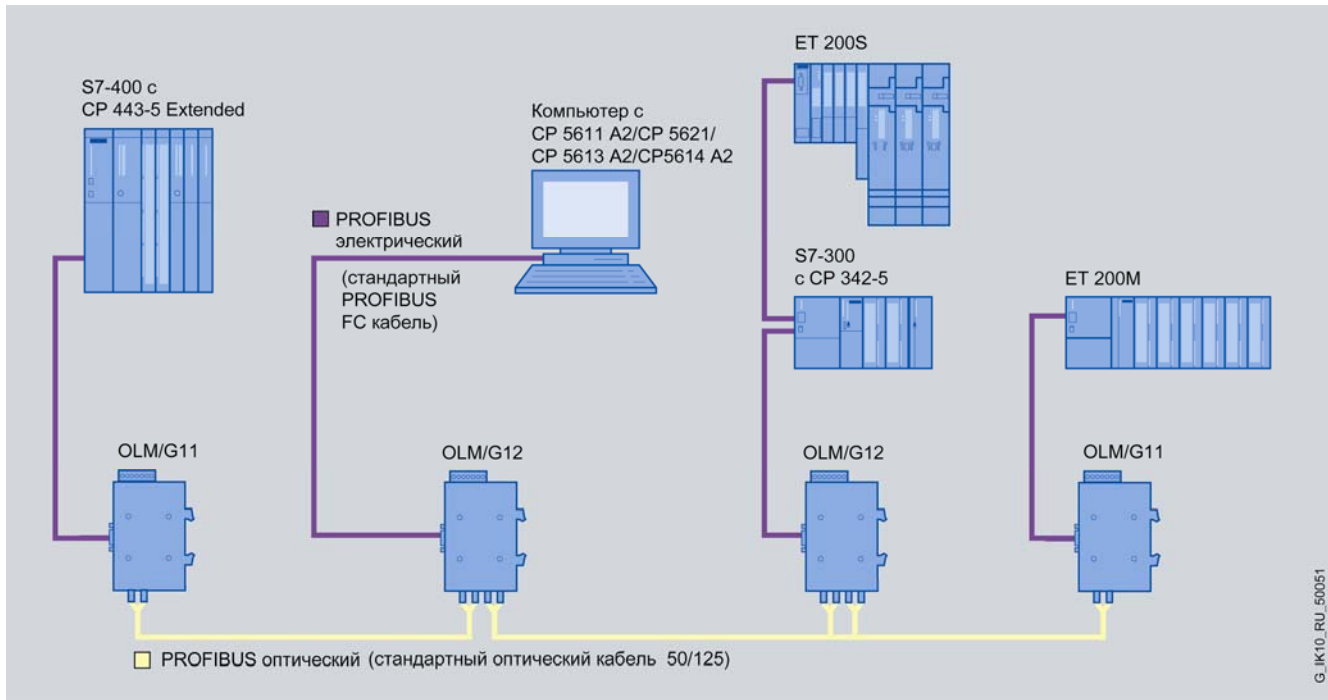 ET 200S
S7-400 с
CP 443-5 Extended
Компьютер с
CP 5611 A2/CP 5621/
CP 5613 A2/CP5614 A2
PROFIBUS
электрический
(стандартный
PROFIBUS
FC кабель)
S7-300
с CP 342-5
ET 200M
OLM/G11
OLM/G12
OLM/G12
OLM/G11
PROFIBUS оптический (стандартный оптический кабель 50/125)
G_IK10_RU_50051